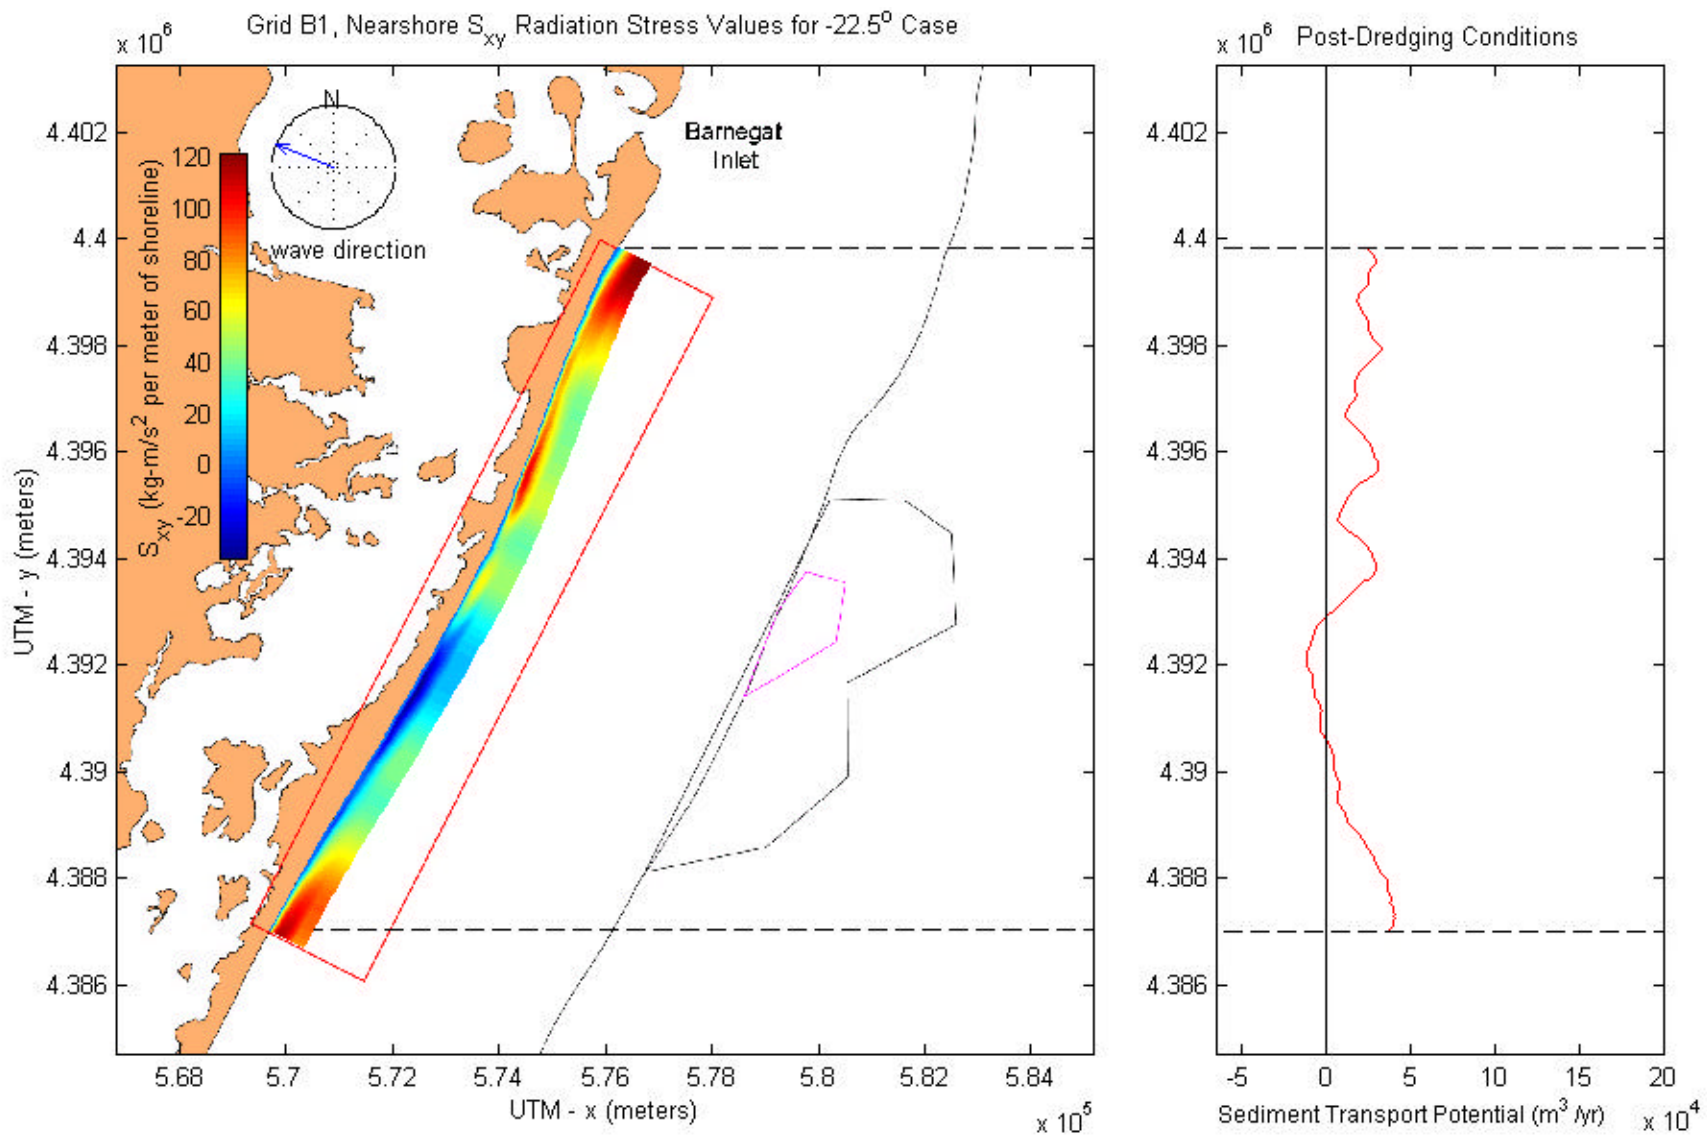 Grid B1, Nearshore Sxy Radiation Stress Values for -22.5° Case
x 10⁶
N
Barnegat
Inlet
wave direction
120
100
80
60
40
20
0
-20
Sxy (kg-m/s² per meter of shoreline)
4.402
4.4
4.398
4.396
4.394
4.392
4.39
4.388
4.386
UTM - y (meters)
5.68
5.7
5.72
5.74
5.76
5.78
5.8
5.82
5.84
UTM - x (meters)
x 10⁵
x 10⁶
Post-Dredging Conditions
4.402
4.4
4.398
4.396
4.394
4.392
4.39
4.388
4.386
-5
0
5
10
15
20
Sediment Transport Potential (m³/yr)
x 10⁴